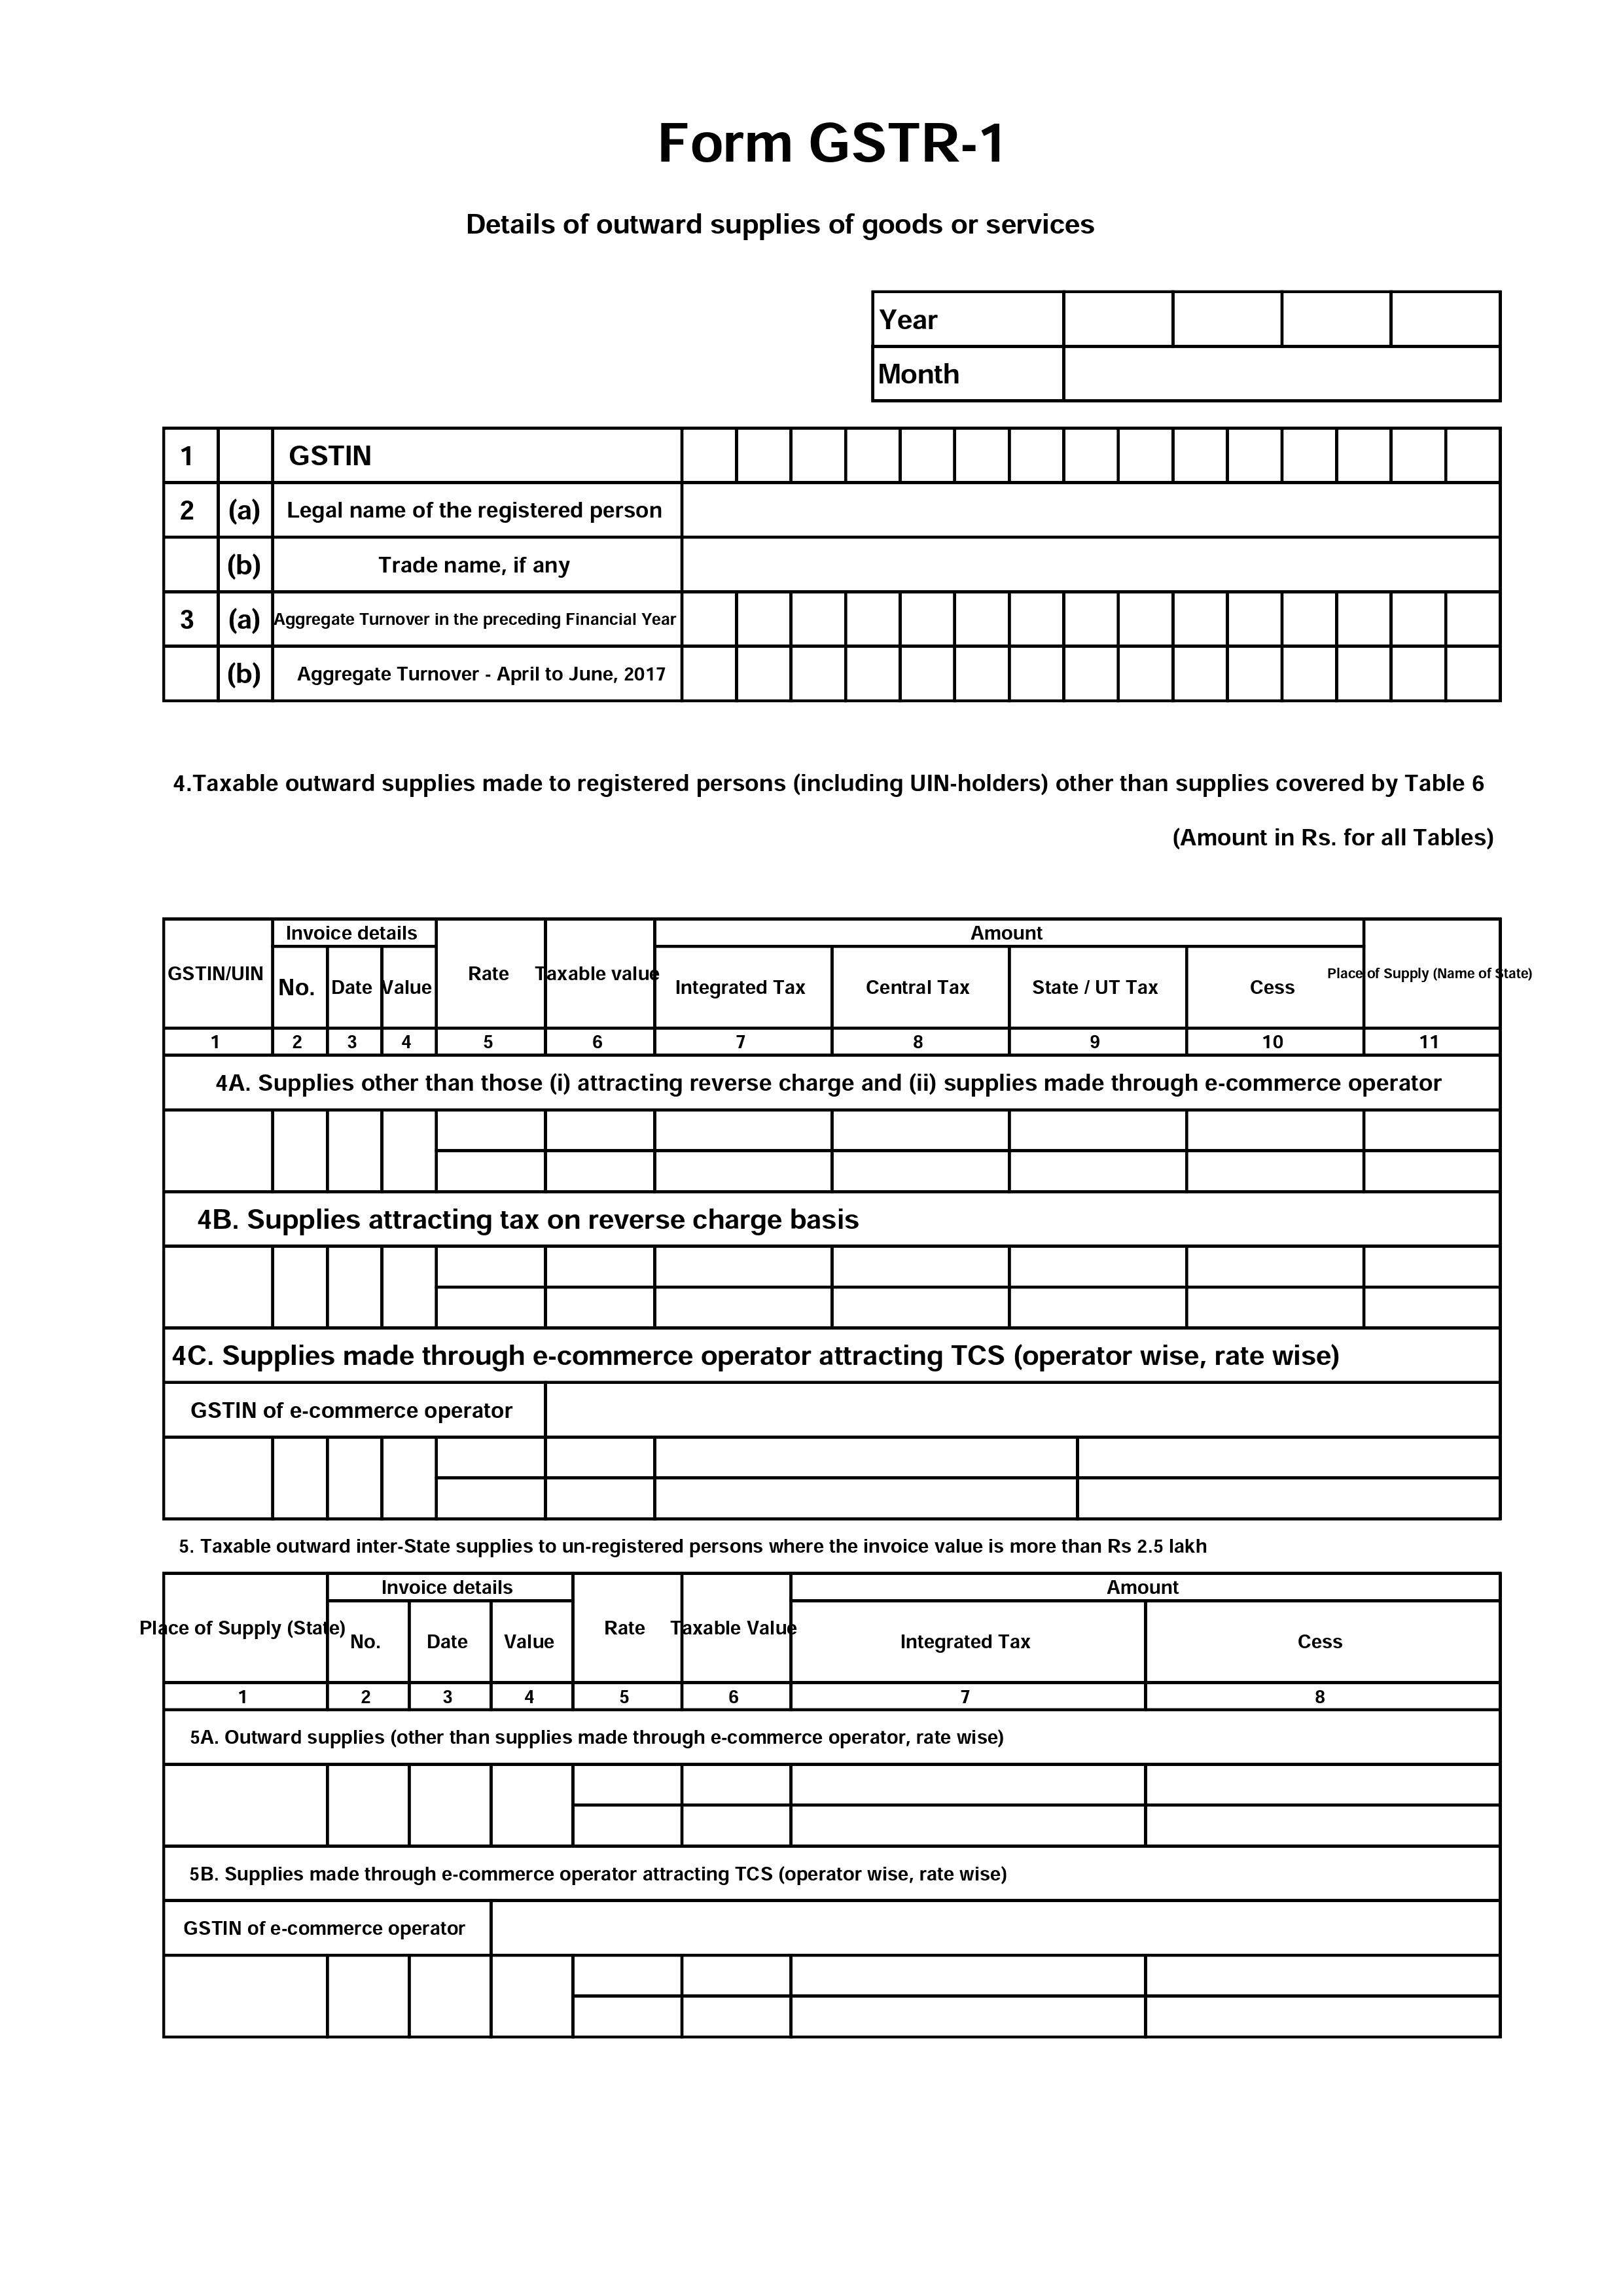 Form GSTR-1
Details of outward supplies of goods or services
Year
Month
1 GSTIN
2 (a) Legal name of the registered person
(b) Trade name, if any
3 (a) Aggregate Turnover in the preceding Financial Year
(b) Aggregate Turnover - April to June, 2017
4.Taxable outward supplies made to registered persons (including UIN-holders) other than supplies covered by Table 6
(Amount in Rs. for all Tables)
Invoice details Amount
GSTIN/UIN No. Date Value Rate Taxable value Integrated Tax Central Tax State / UT Tax Cess Place of Supply (Name of State)
1 2 3 4 5 6 7 8 9 10 11
4A. Supplies other than those (i) attracting reverse charge and (ii) supplies made through e-commerce operator
4B. Supplies attracting tax on reverse charge basis
4C. Supplies made through e-commerce operator attracting TCS (operator wise, rate wise)
GSTIN of e-commerce operator
5. Taxable outward inter-State supplies to un-registered persons where the invoice value is more than Rs 2.5 lakh
Invoice details Amount
Place of Supply (State) No. Date Value Rate Taxable Value Integrated Tax Cess
1 2 3 4 5 6 7 8
5A. Outward supplies (other than supplies made through e-commerce operator, rate wise)
5B. Supplies made through e-commerce operator attracting TCS (operator wise, rate wise)
GSTIN of e-commerce operator